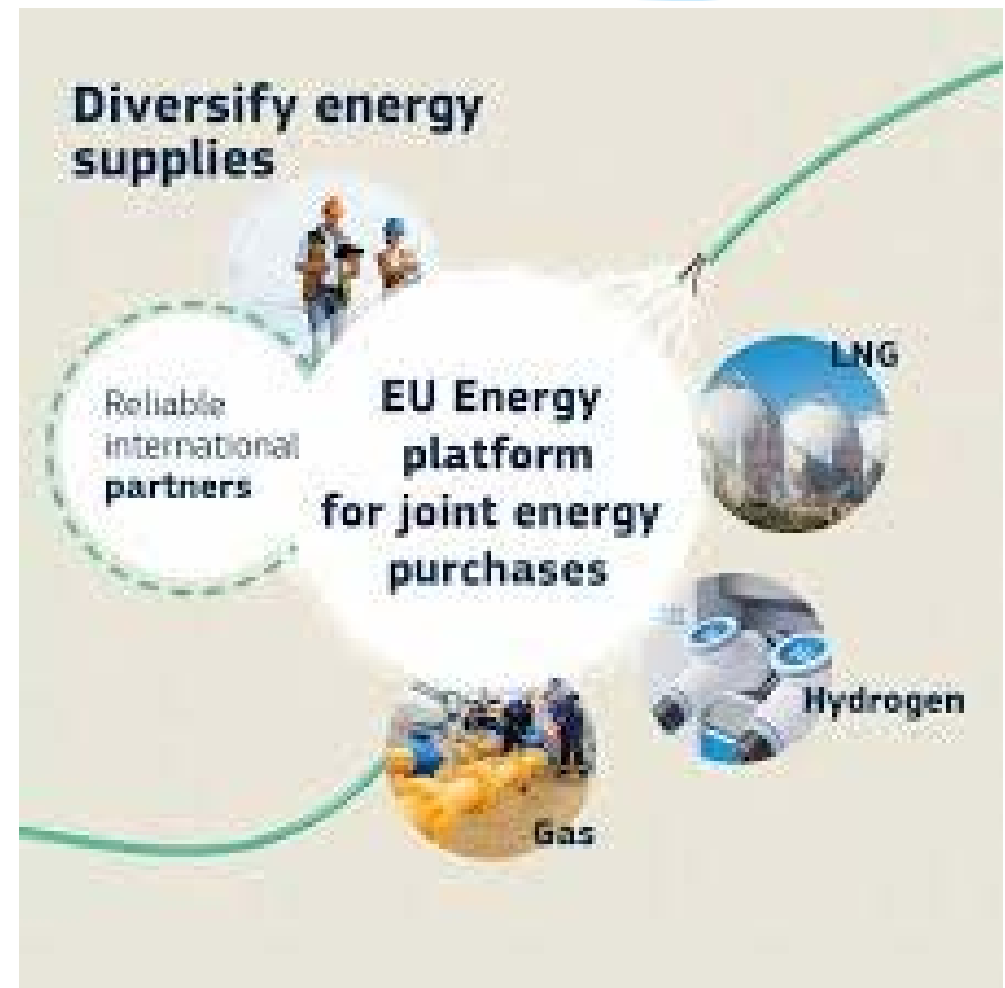 Diversify energy
supplies
Reliable
international
partners
EU Energy
platform
for joint energy
purchases
LNG
Hydrogen
Gas